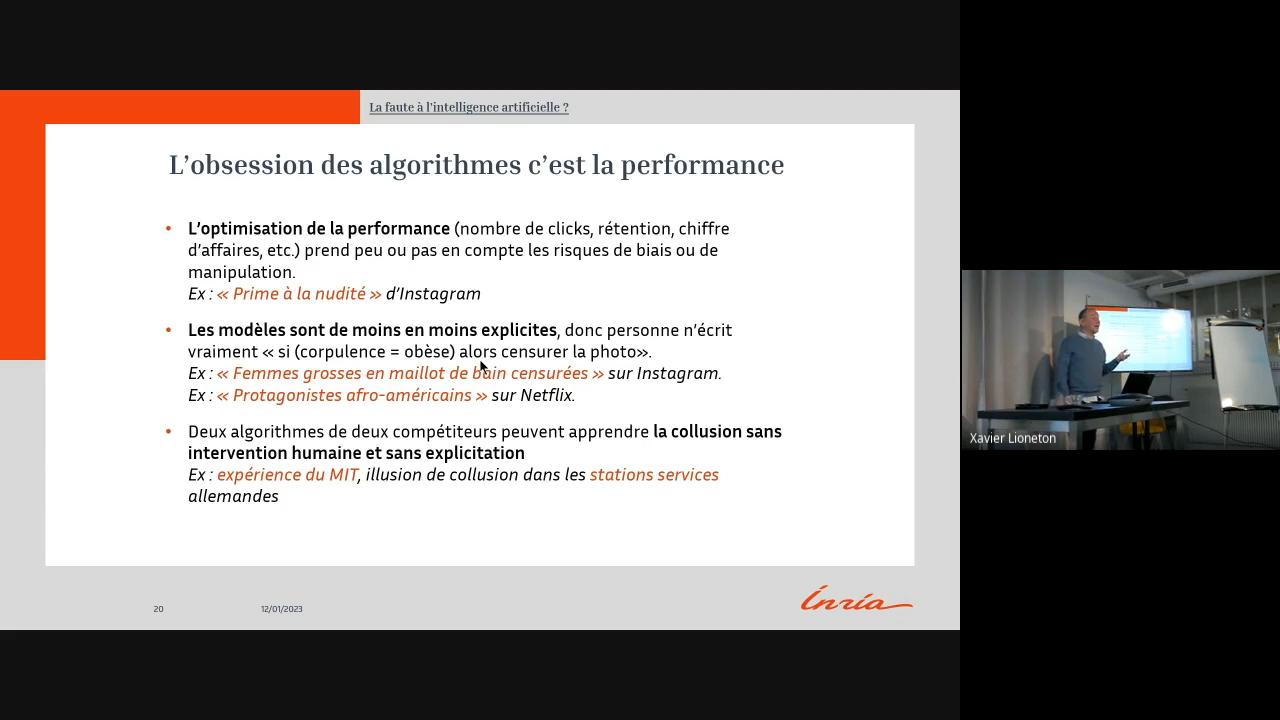 La faute à l'intelligence artificielle ?
L'obsession des algorithmes c'est la performance
• L'optimisation de la performance (nombre de clicks, rétention, chiffre
d'affaires, etc.) prend peu ou pas en compte les risques de biais ou de
manipulation.
Ex : « Prime à la nudité » d'Instagram
• Les modèles sont de moins en moins explicites, donc personne n'écrit
vraiment « si (corpulence = obèse) alors censurer la photo».
Ex : « Femmes grosses en maillot de bain censurées » sur Instagram.
Ex : « Protagonistes afro-américains » sur Netflix.
• Deux algorithmes de deux compétiteurs peuvent apprendre la collusion sans
intervention humaine et sans explicitation
Ex : expérience du MIT, illusion de collusion dans les stations services
allemandes
20
12/01/2023
Inria
Xavier Lioneton